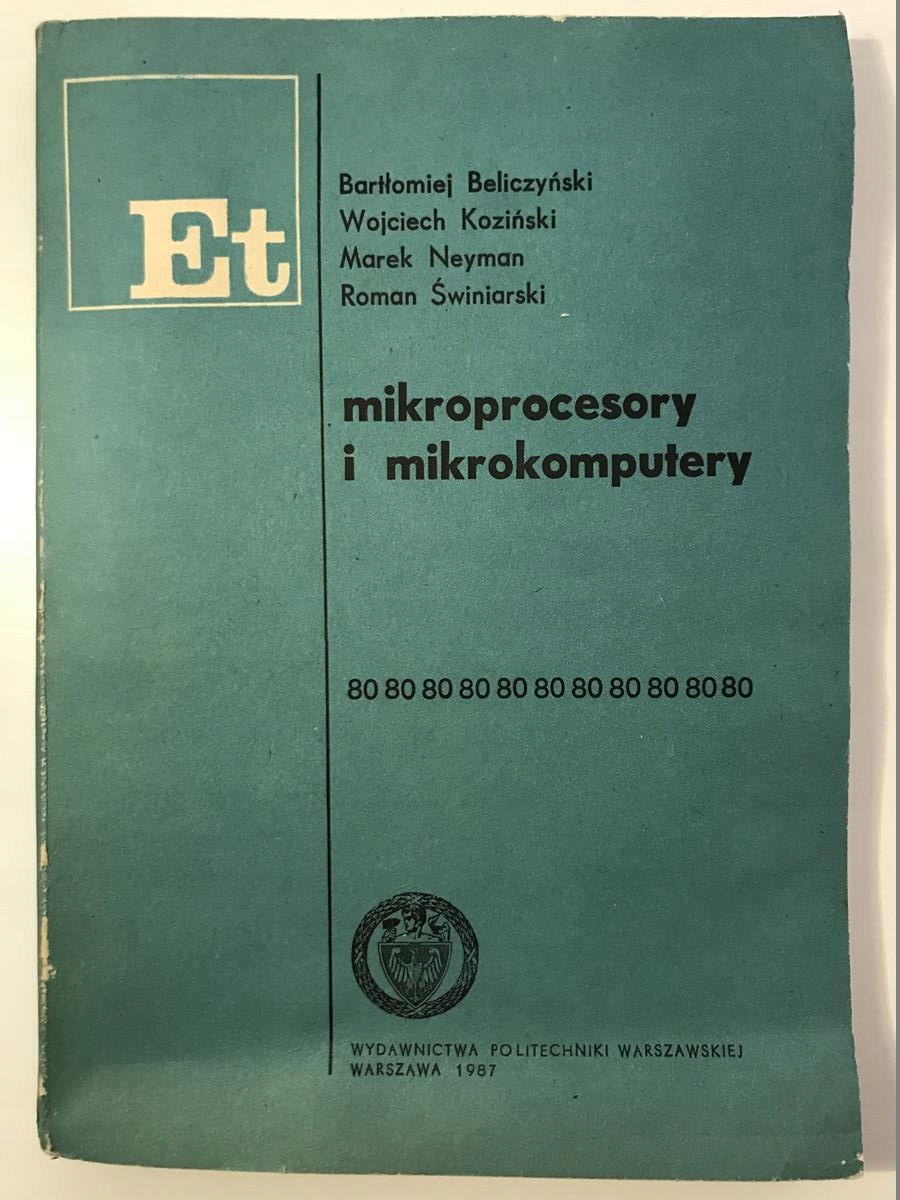 Et
Bartłomiej Beliczyński
Wojciech Koziński
Marek Neyman
Roman Świniarski
mikroprocesory
i mikrokomputery
80 80 80 80 80 80 80 80 80 80 80
WYDAWNICTWA POLITECHNIKI WARSZAWSKIEJ
WARSZAWA 1987